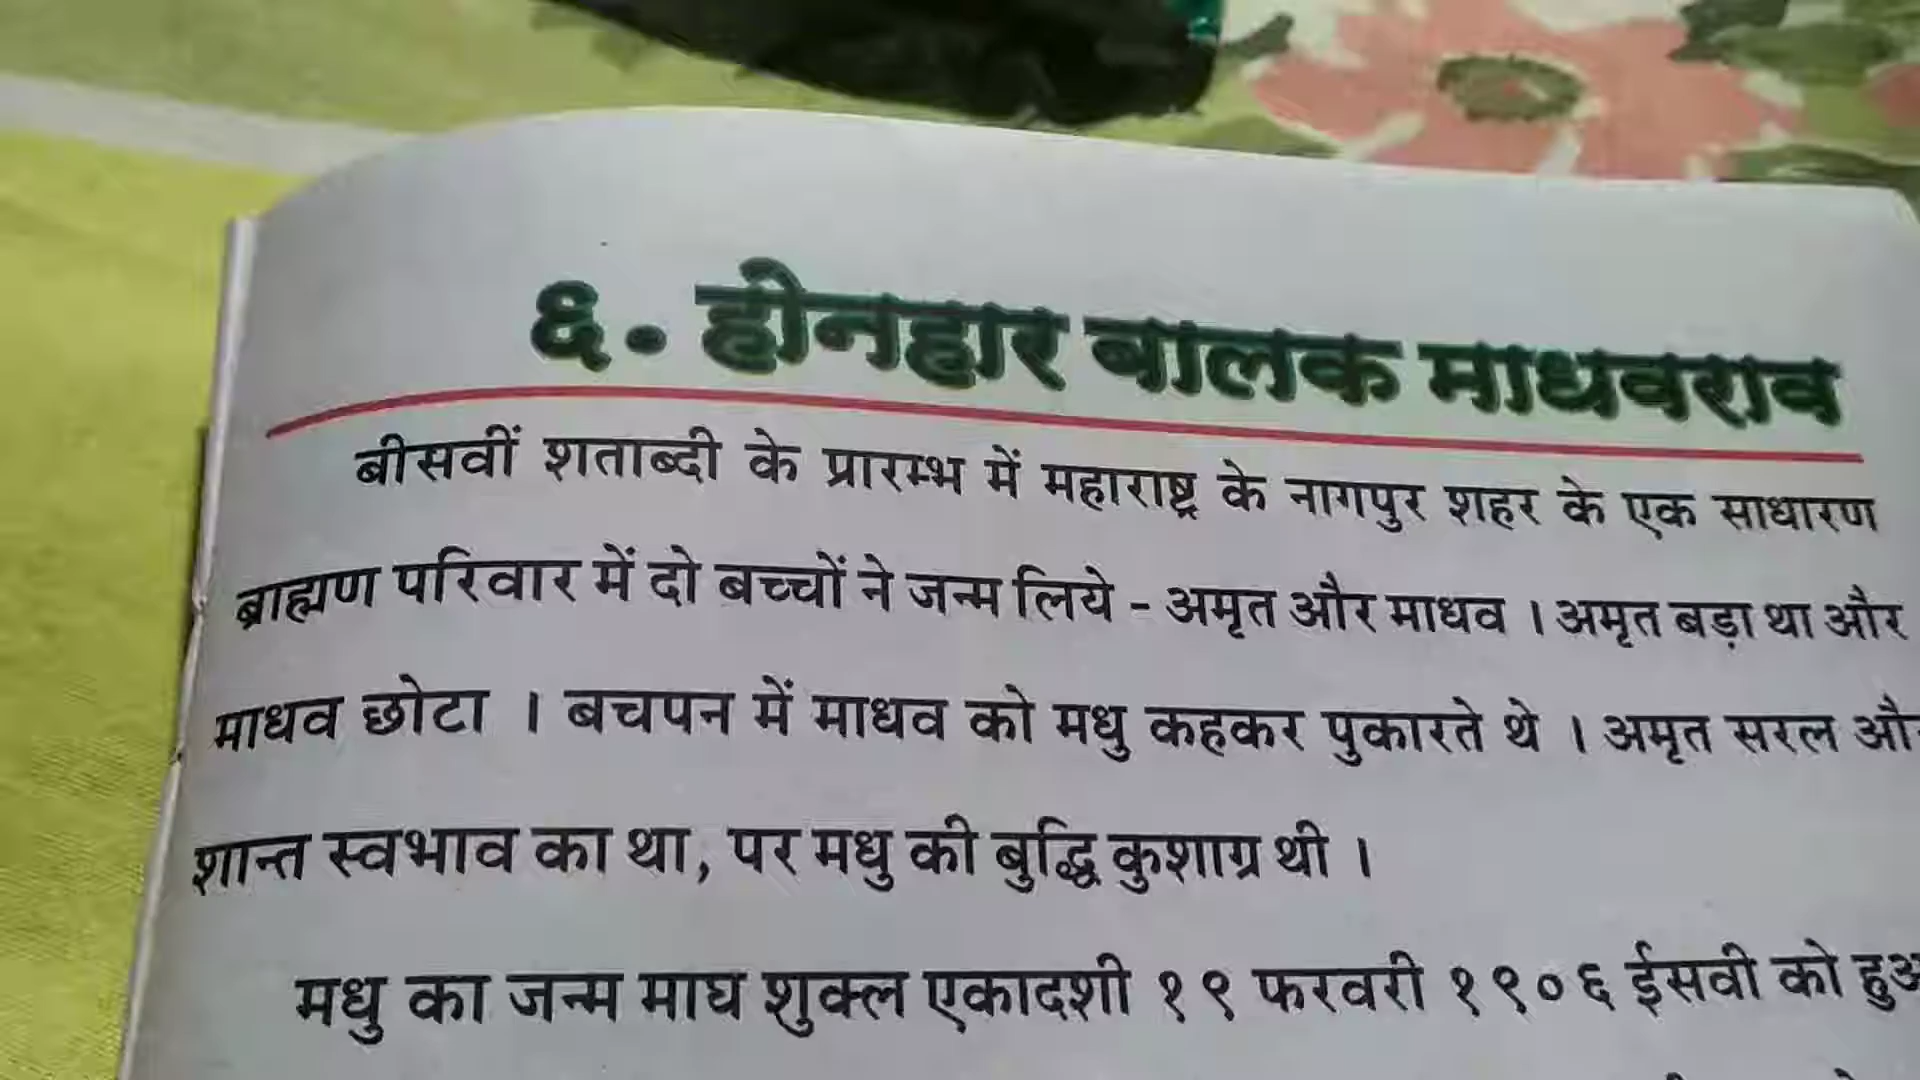 ६. होनहार बालक माधवराव
बीसवीं शताब्दी के प्रारम्भ में महाराष्ट्र के नागपुर शहर के एक साधारण
ब्राह्मण परिवार में दो बच्चों ने जन्म लिये - अमृत और माधव । अमृत बड़ा था और
माधव छोटा । बचपन में माधव को मधु कहकर पुकारते थे । अमृत सरल
शान्त स्वभाव का था, पर मधु की बुद्धि कुशाग्र थी ।
मधु का जन्म माघ शुक्ल एकादशी १९ फरवरी १९०६ ईसवी को